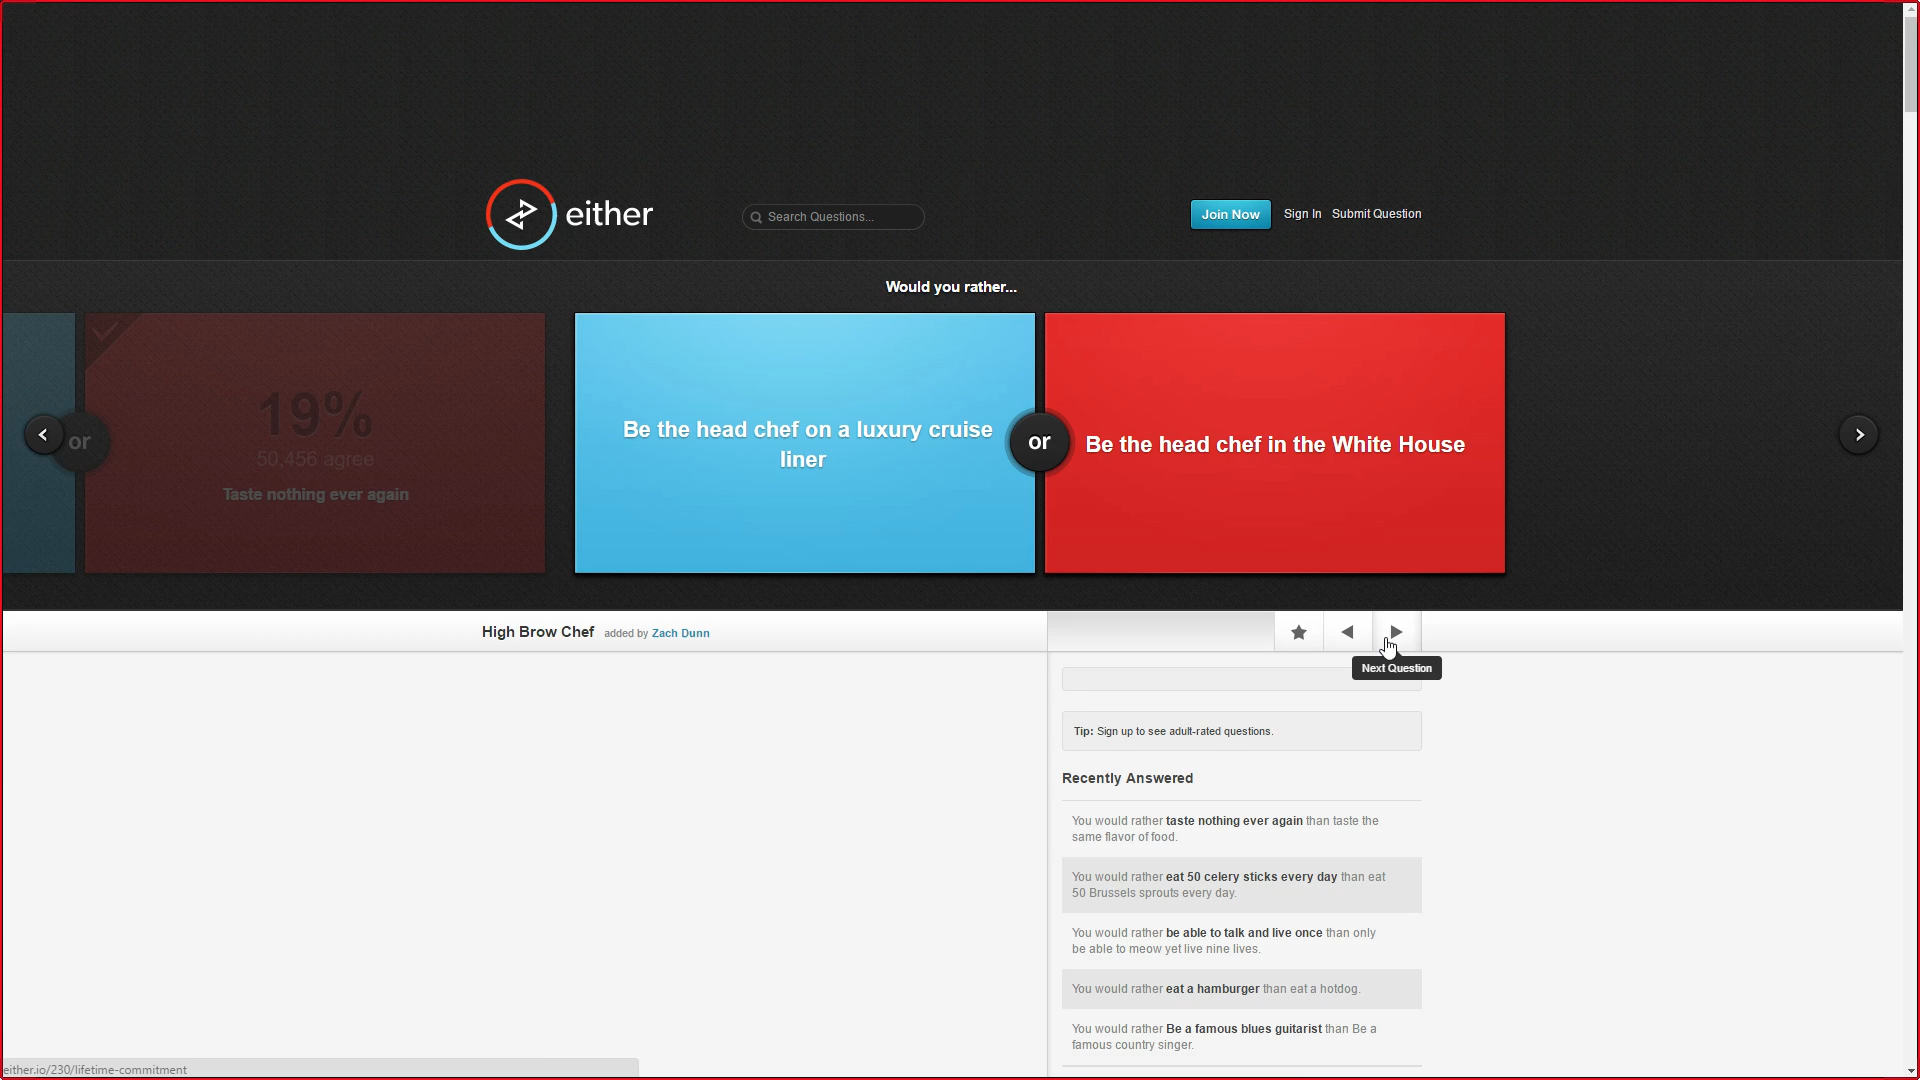 either
Search Questions...
Join Now
Sign In
Submit Question
Would you rather...
or
19%
50,456 agree
Taste nothing ever again
Be the head chef on a luxury cruise
liner
or
Be the head chef in the White House
High Brow Chef added by Zach Dunn
Next Question
Tip: Sign up to see adult-rated questions.
Recently Answered
You would rather taste nothing ever again than taste the
same flavor of food.
You would rather eat 50 celery sticks every day than eat
50 Brussels sprouts every day.
You would rather be able to talk and live once than only
be able to meow yet live nine lives.
You would rather eat a hamburger than eat a hotdog.
You would rather Be a famous blues guitarist than Be a
famous country singer.
either.io/230/lifetime-commitment